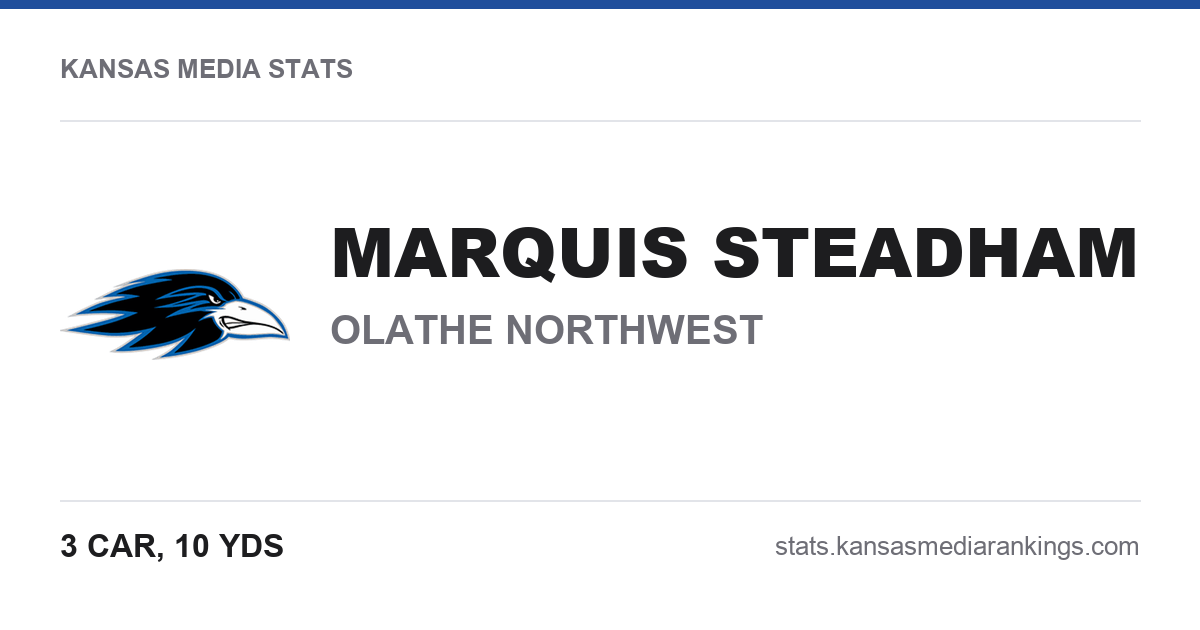 KANSAS MEDIA STATS
MARQUIS STEADHAM
OLATHE NORTHWEST
3 CAR, 10 YDS
stats.kansasmediarankings.com